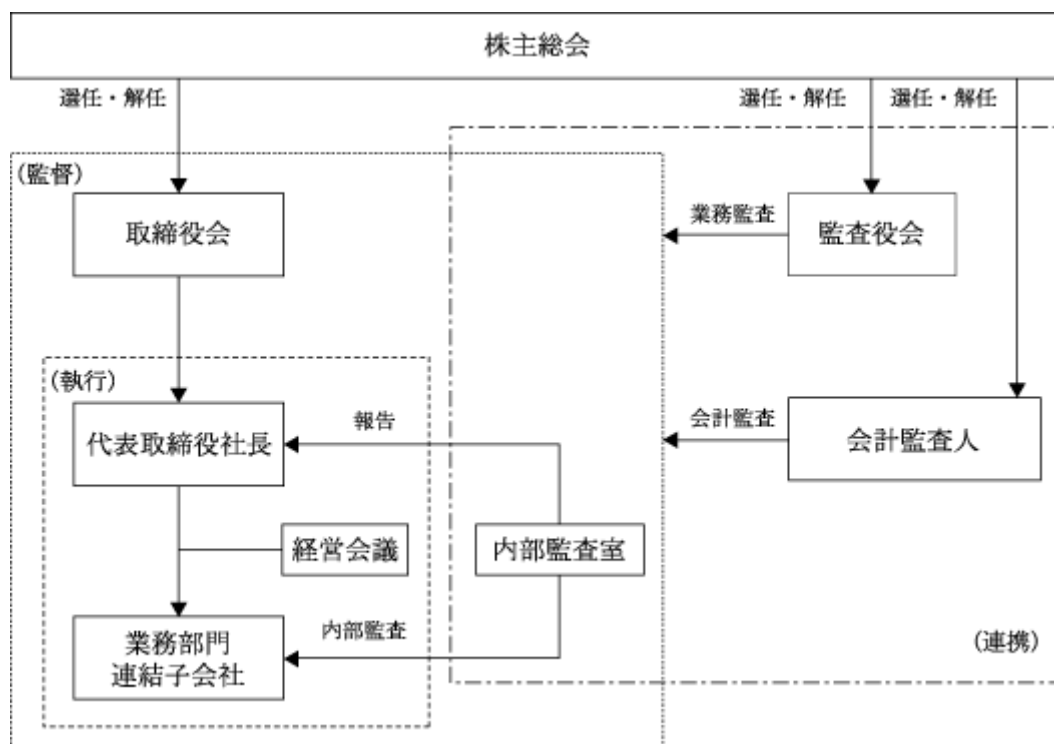 株主総会
選任・解任
選任・解任
選任・解任
(監督)
取締役会
業務監査
監査役会
(執行)
代表取締役社長
報告
会計監査
会計監査人
経営会議
内部監査室
業務部門
連結子会社
内部監査
(連携)